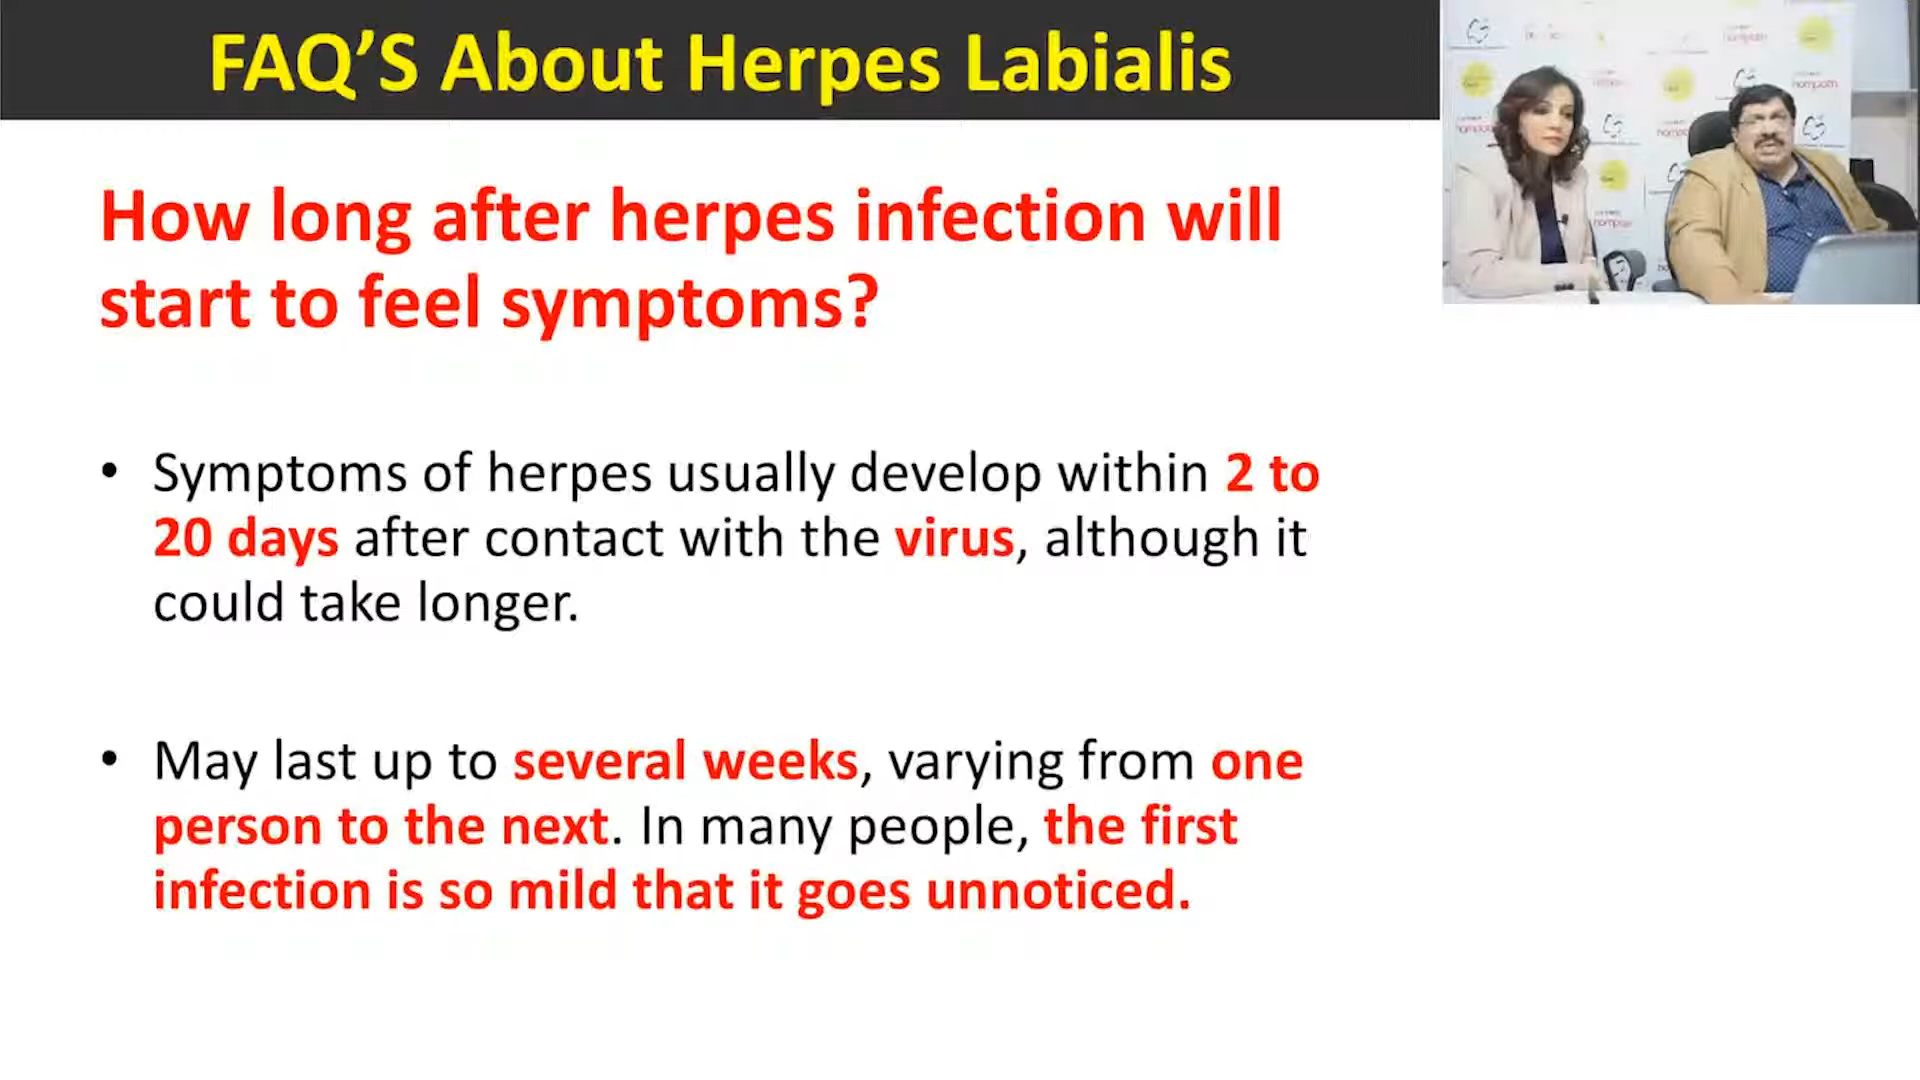 FAQ'S About Herpes Labialis
How long after herpes infection will
start to feel symptoms?
• Symptoms of herpes usually develop within 2 to
20 days after contact with the virus, although it
could take longer.
• May last up to several weeks, varying from one
person to the next. In many people, the first
infection is so mild that it goes unnoticed.